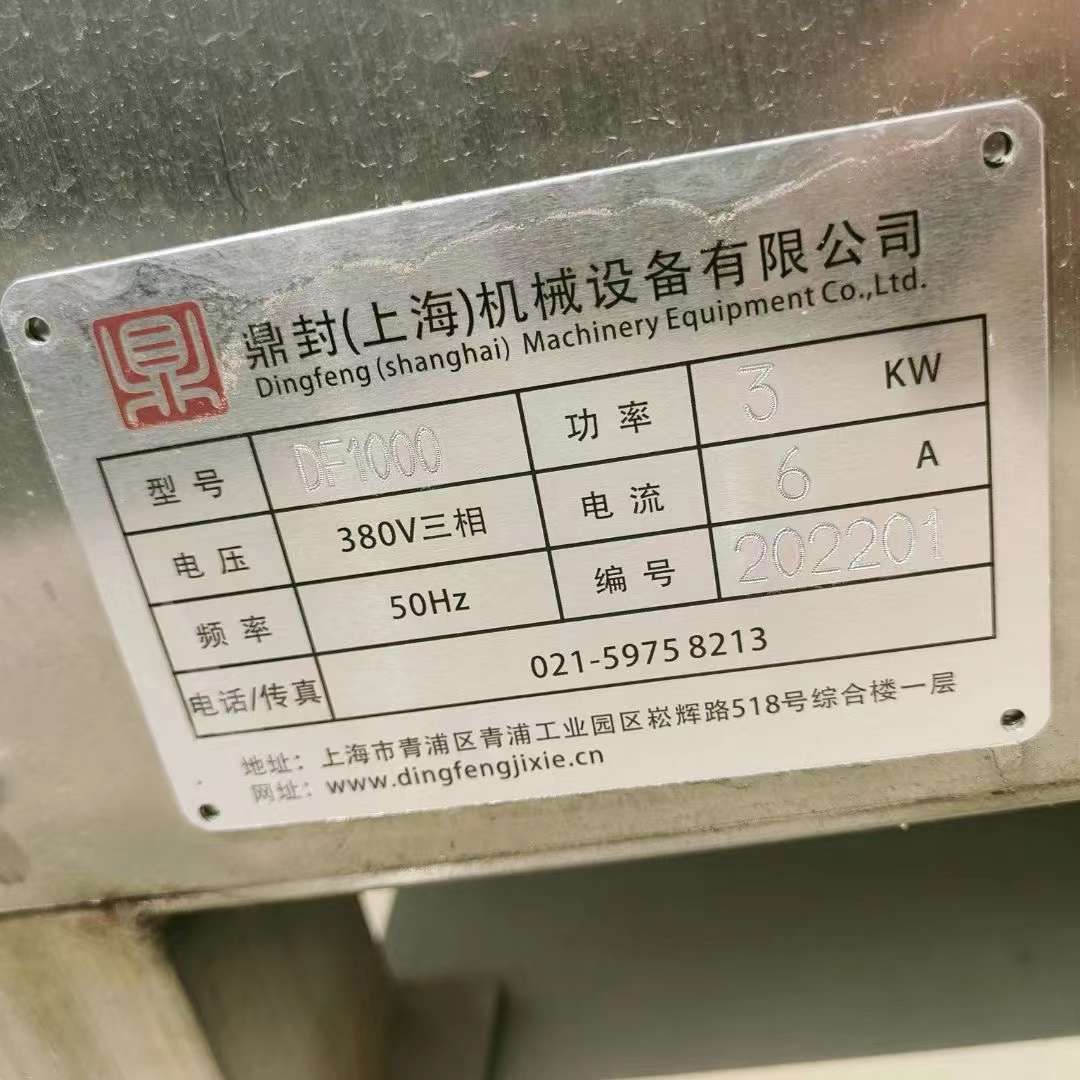 鼎
鼎封(上海)机械设备有限公司
Dingfeng (shanghai) Machinery Equipment Co.,Ltd.
型号 DF1000 功率 3 KW
电压 380V三相 电流 6 A
频率 50Hz 编号 202201
电话/传真 021-5975 8213
地址：上海市青浦区青浦工业园区崧辉路518号综合楼一层
网址：www.dingfengjixie.cn